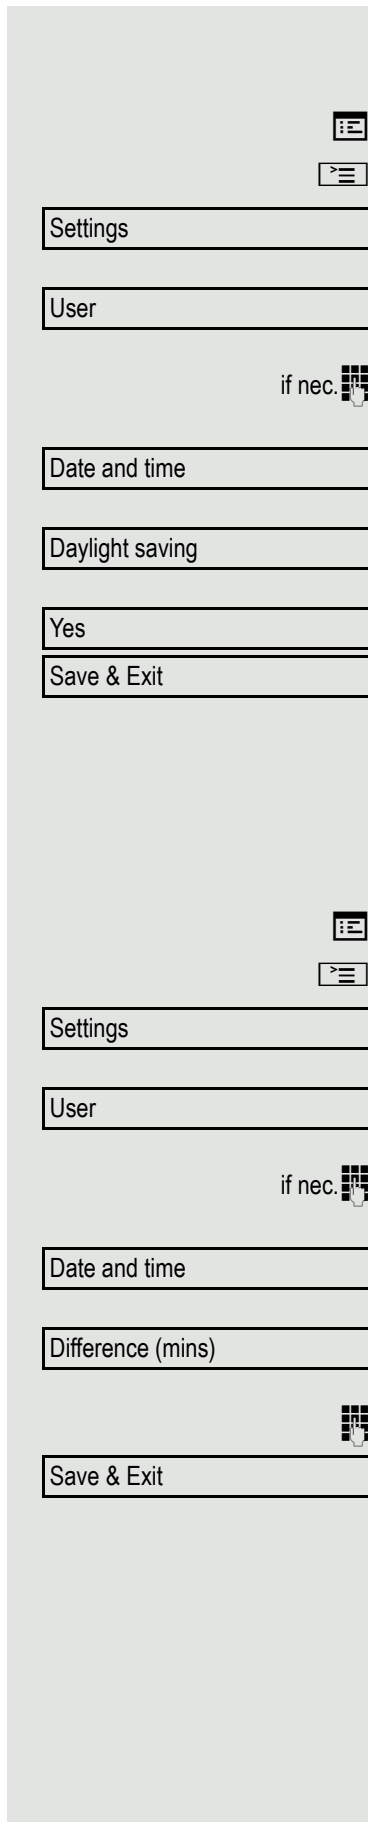 Settings
User
if nec.
Date and time
Daylight saving
Yes
Save & Exit
Settings
User
if nec.
Date and time
Difference (mins)
Save & Exit